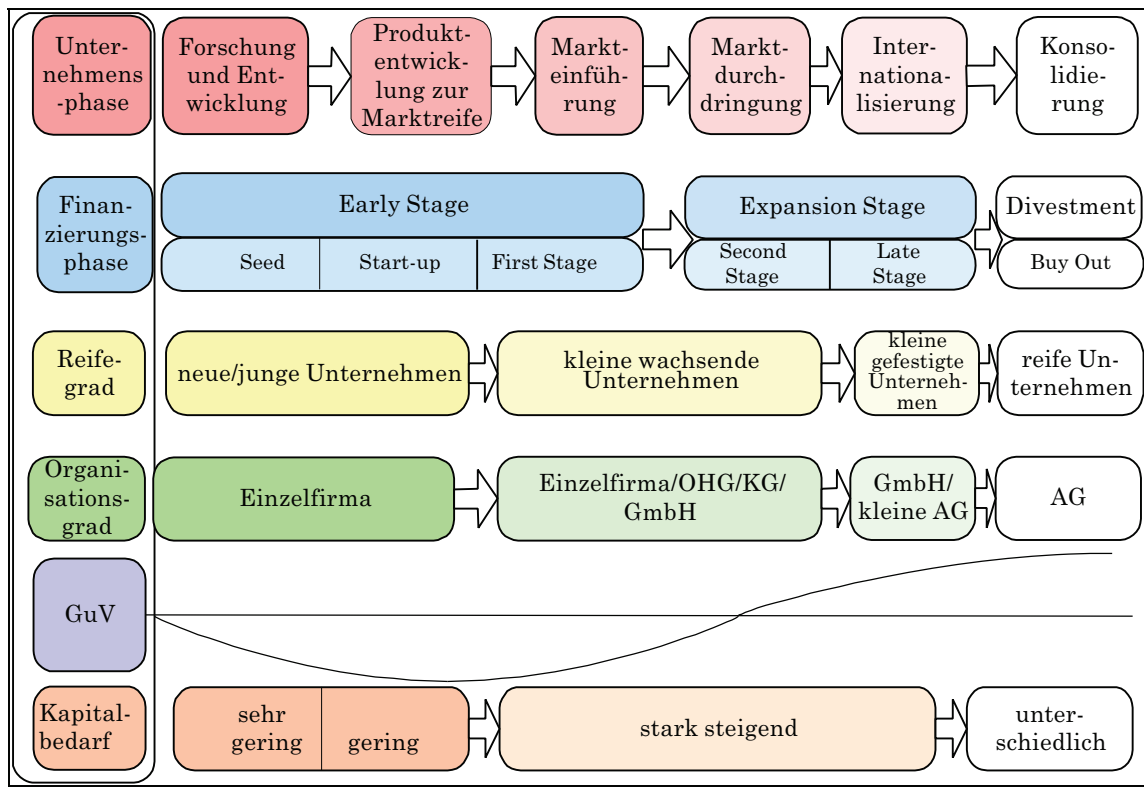 Unter-
nehmens
-phase
Forschung
und Ent-
wicklung
Produkt-
entwick-
lung zur
Marktreife
Markt-
einfüh-
rung
Markt-
durch-
dringung
Inter-
nationa-
lisierung
Konso-
lidie-
rung
Finan-
zierungs-
phase
Early Stage
Seed
Start-up
First Stage
Expansion Stage
Second
Stage
Late
Stage
Divestment
Buy Out
Reife-
grad
neue/junge Unternehmen
kleine wachsende
Unternehmen
kleine
gefestigte
Unterneh-
men
reife Un-
ternehmen
Organi-
sations-
grad
Einzelfirma
Einzelfirma/OHG/KG/
GmbH
GmbH/
kleine AG
AG
GuV
Kapital-
bedarf
sehr
gering
gering
stark steigend
unter-
schiedlich